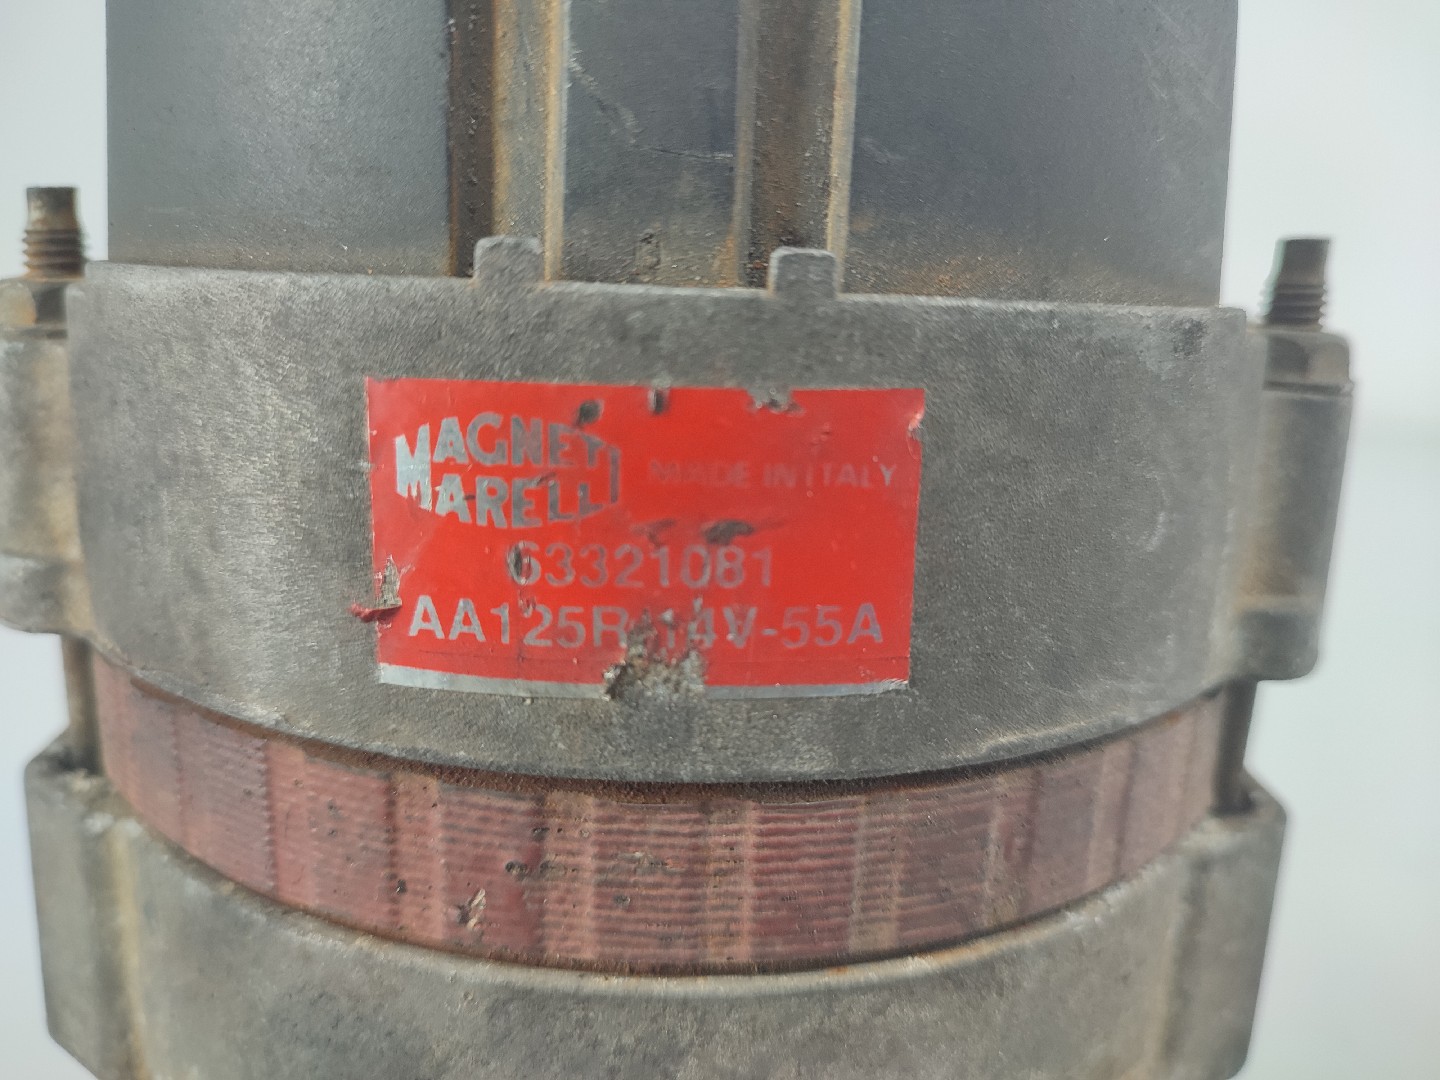 MAGNETI
MARELLI
MADE IN ITALY
63321081
AA125R-14V-55A